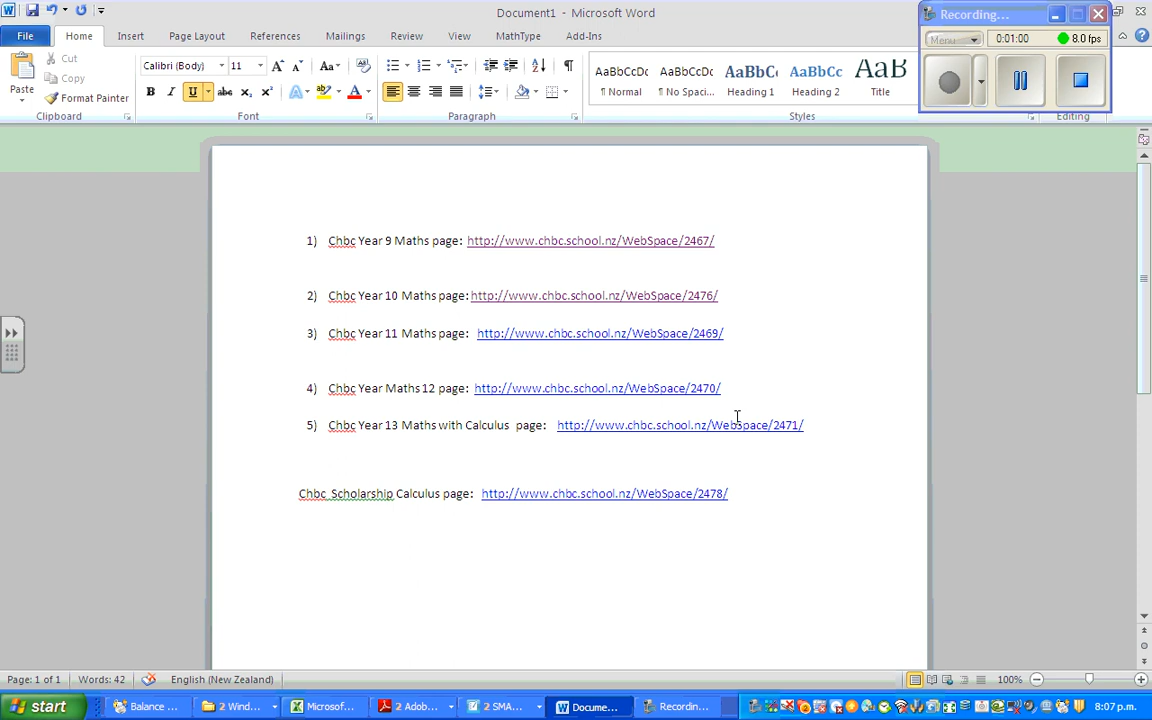 Document1 - Microsoft Word
Recording...
File Home Insert Page Layout References Mailings Review View MathType Add-Ins
Menu 0:01:00 8.0 fps
Cut
Copy
Format Painter
Paste
Clipboard
Calibri (Body) 11
Font
Paragraph
AaBbCcDc AaBbCcDc AaBbC AaBbCc AaB
¶ Normal ¶ No Spaci... Heading 1 Heading 2 Title
Styles
Editing
1) Chbc Year 9 Maths page: http://www.chbc.school.nz/WebSpace/2467/
2) Chbc Year 10 Maths page: http://www.chbc.school.nz/WebSpace/2476/
3) Chbc Year 11 Maths page: http://www.chbc.school.nz/WebSpace/2469/
4) Chbc Year Maths 12 page: http://www.chbc.school.nz/WebSpace/2470/
5) Chbc Year 13 Maths with Calculus page: http://www.chbc.school.nz/WebSpace/2471/
Chbc Scholarship Calculus page: http://www.chbc.school.nz/WebSpace/2478/
Page: 1 of 1 Words: 42 English (New Zealand) 100%
start Balance ... 2 Wind... Microsof... 2 Adob... 2 SMA... Docume... Recordin... 8:07 p.m.